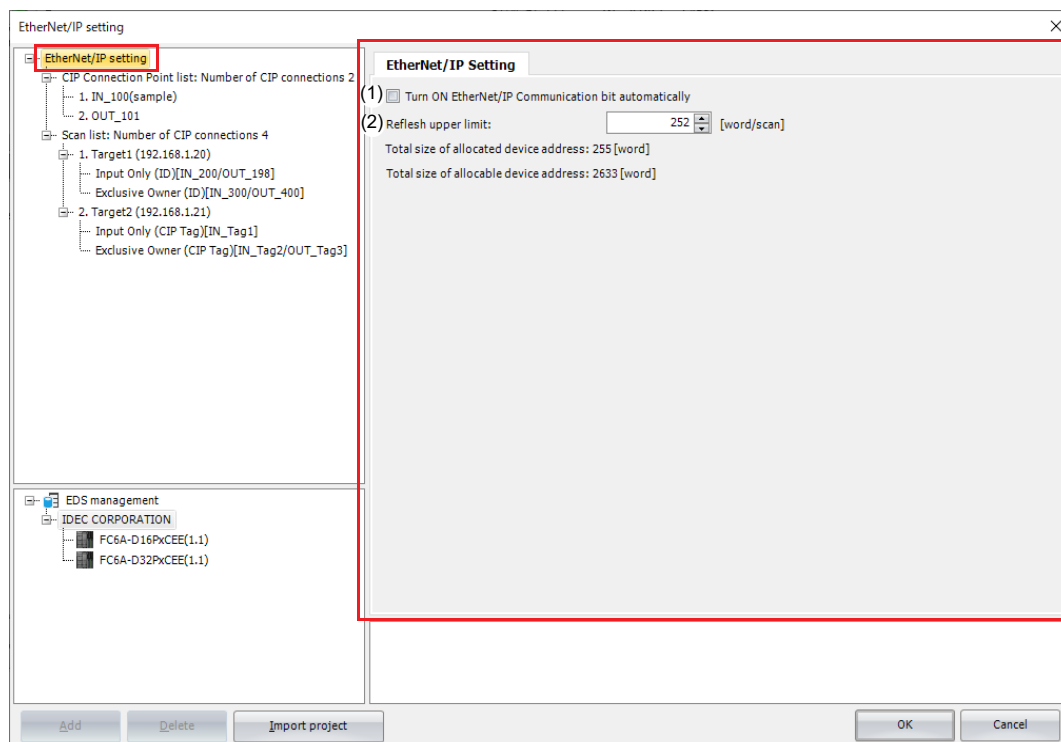 EtherNet/IP setting
EtherNet/IP setting
CIP Connection Point list: Number of CIP connections 2
1. IN_100(sample)
2. OUT_101
Scan list: Number of CIP connections 4
1. Target1 (192.168.1.20)
Input Only (ID)[IN_200/OUT_198]
Exclusive Owner (ID)[IN_300/OUT_400]
2. Target2 (192.168.1.21)
Input Only (CIP Tag)[IN_Tag1]
Exclusive Owner (CIP Tag)[IN_Tag2/OUT_Tag3]
EtherNet/IP Setting
(1) Turn ON EtherNet/IP Communication bit automatically
(2) Reflesh upper limit: 252 [word/scan]
Total size of allocated device address: 255 [word]
Total size of allocable device address: 2633 [word]
EDS management
IDEC CORPORATION
FC6A-D16PxCEE(1.1)
FC6A-D32PxCEE(1.1)
Add Delete Import project OK Cancel